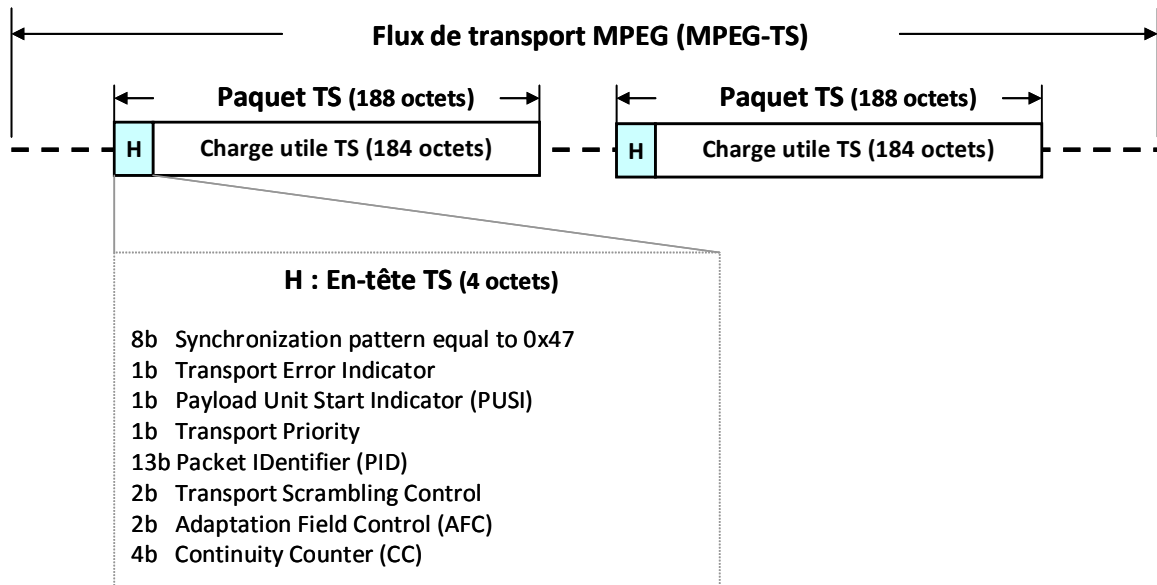 Flux de transport MPEG (MPEG-TS)
Paquet TS (188 octets)
Paquet TS (188 octets)
H
Charge utile TS (184 octets)
H
Charge utile TS (184 octets)
H : En-tête TS (4 octets)
8b Synchronization pattern equal to 0x47
1b Transport Error Indicator
1b Payload Unit Start Indicator (PUSI)
1b Transport Priority
13b Packet IDentifier (PID)
2b Transport Scrambling Control
2b Adaptation Field Control (AFC)
4b Continuity Counter (CC)